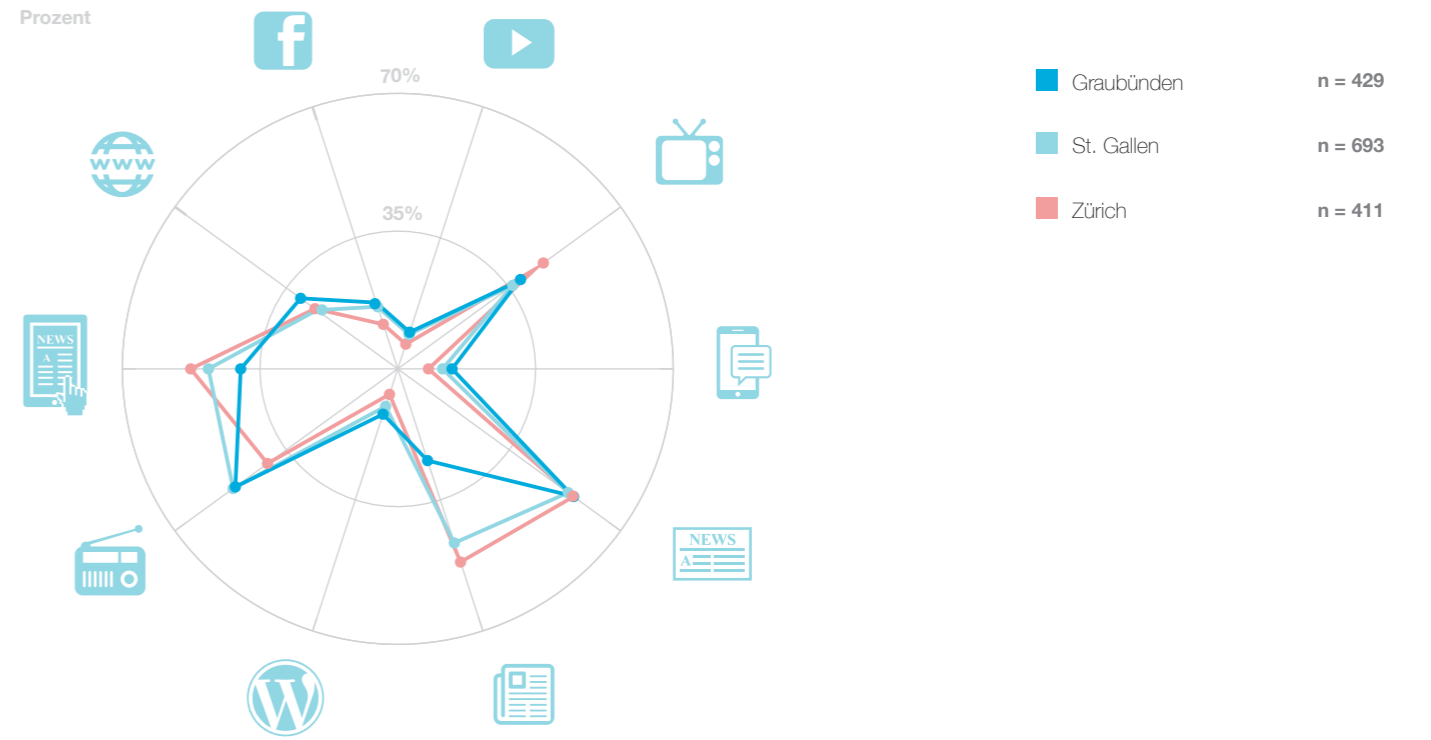 Prozent
f
70%
Graubünden n = 429
www
St. Gallen n = 693
Zürich n = 411
35%
NEWS
A
NEWS
A
W